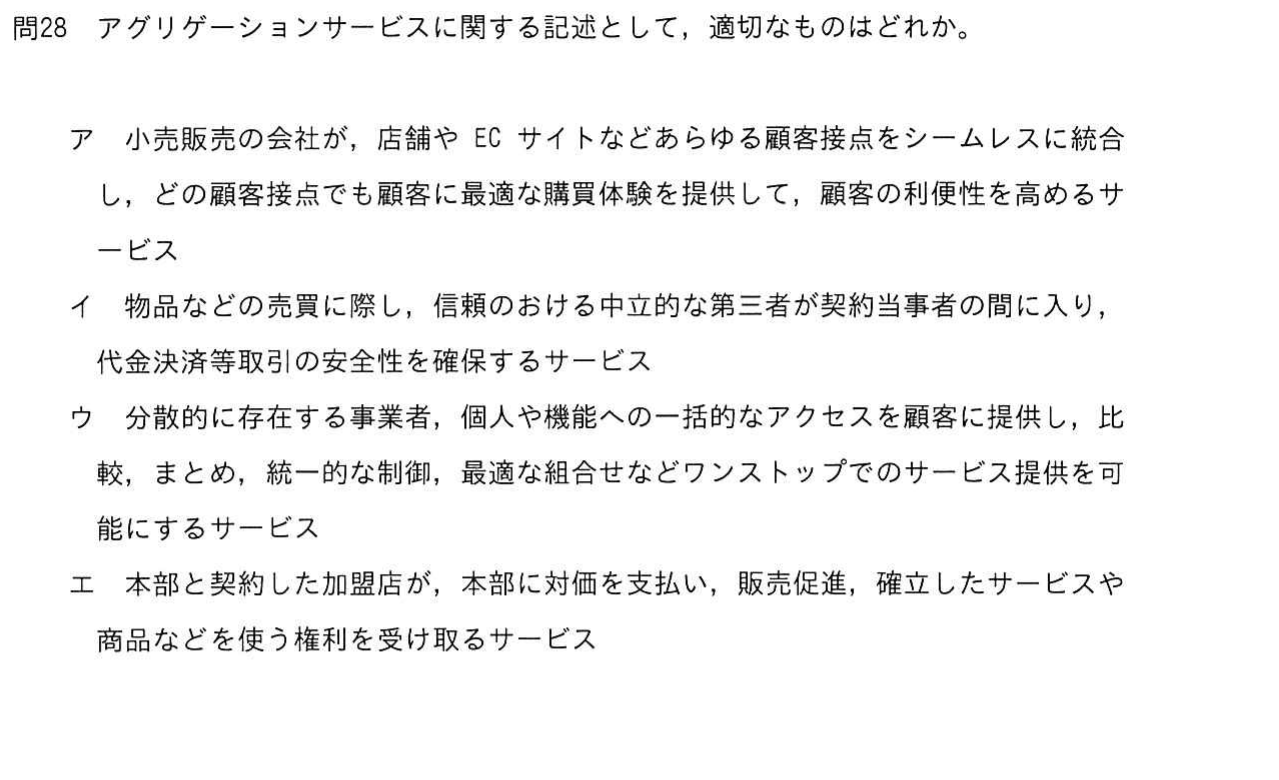 問28　アグリゲーションサービスに関する記述として，適切なものはどれか。
ア　小売販売の会社が，店舗や EC サイトなどあらゆる顧客接点をシームレスに統合
し，どの顧客接点でも顧客に最適な購買体験を提供して，顧客の利便性を高めるサ
ービス
イ　物品などの売買に際し，信頼のおける中立的な第三者が契約当事者の間に入り，
代金決済等取引の安全性を確保するサービス
ウ　分散的に存在する事業者，個人や機能への一括的なアクセスを顧客に提供し，比
較，まとめ，統一的な制御，最適な組合せなどワンストップでのサービス提供を可
能にするサービス
エ　本部と契約した加盟店が，本部に対価を支払い，販売促進，確立したサービスや
商品などを使う権利を受け取るサービス